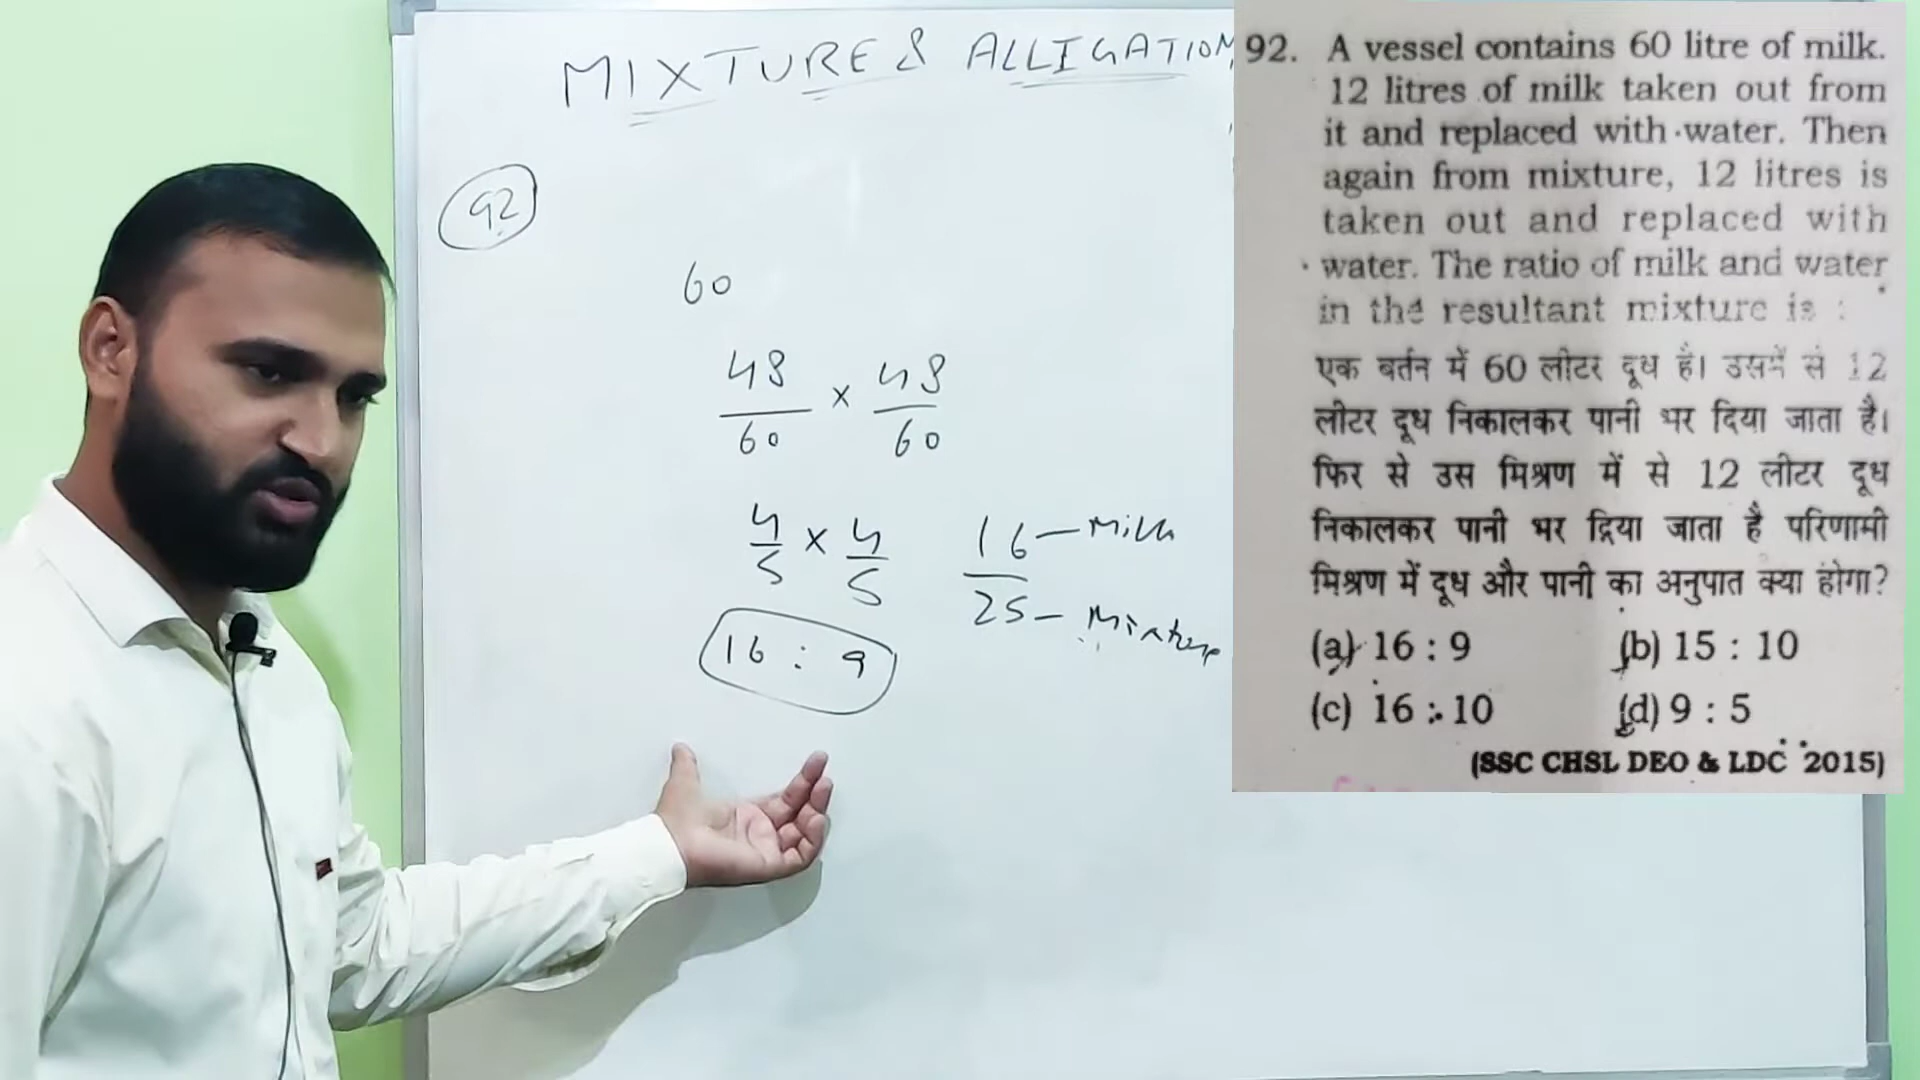 MIXTURE & ALLIGATION
92
60
48/60 × 48/60
4/5 × 4/5
16 — Milk
25 — Mixture
16 : 9
92. A vessel contains 60 litre of milk.
12 litres of milk taken out from
it and replaced with water. Then
again from mixture, 12 litres is
taken out and replaced with
water. The ratio of milk and water
in the resultant mixture is :
एक बर्तन में 60 लीटर दूध है। उसमें से 12
लीटर दूध निकालकर पानी भर दिया जाता है।
फिर से उस मिश्रण में से 12 लीटर दूध
निकालकर पानी भर दिया जाता है परिणामी
मिश्रण में दूध और पानी का अनुपात क्या होगा?
(a) 16 : 9 (b) 15 : 10
(c) 16 : 10 (d) 9 : 5
(SSC CHSL DEO & LDC 2015)